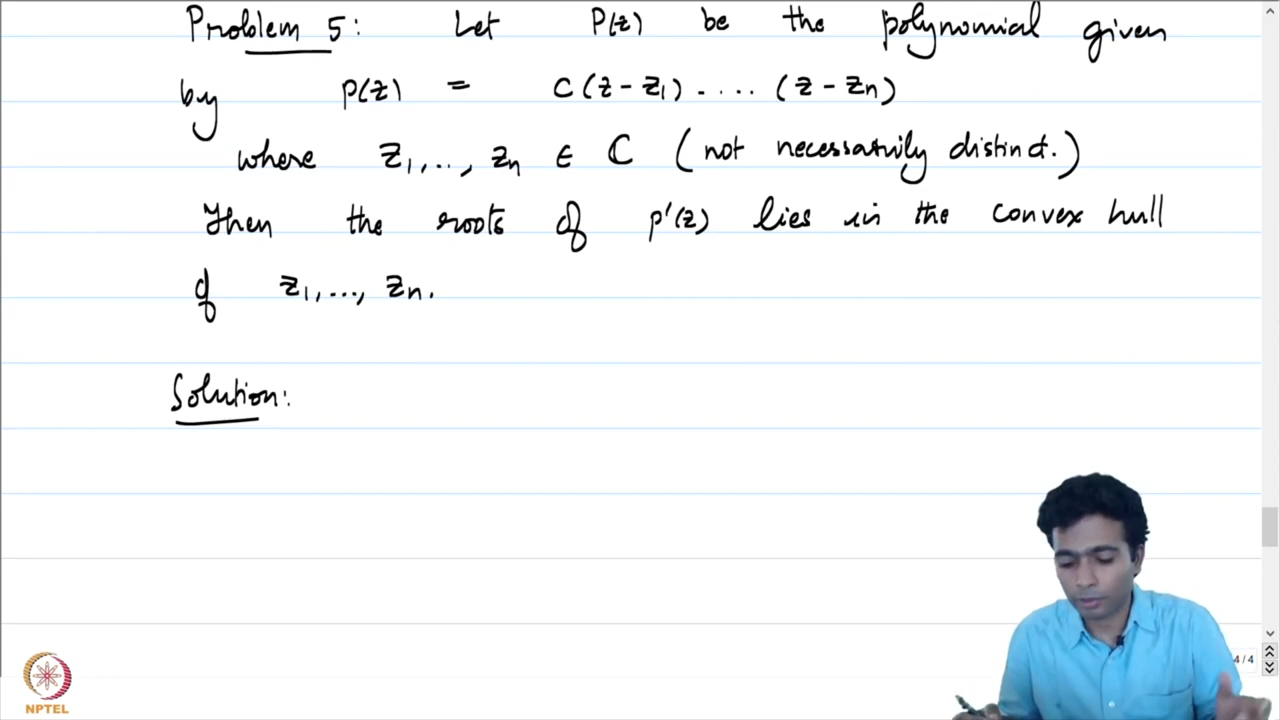 Problem 5: Let P(z) be the polynomial given
by P(z) = C(z-z1) .... (z-zn)
where z1,.., zn ∈ ℂ (not necessarily distinct.)
Then the roots of p'(z) lies in the convex hull
of z1,..., zn.
Solution:
4/4
NPTEL